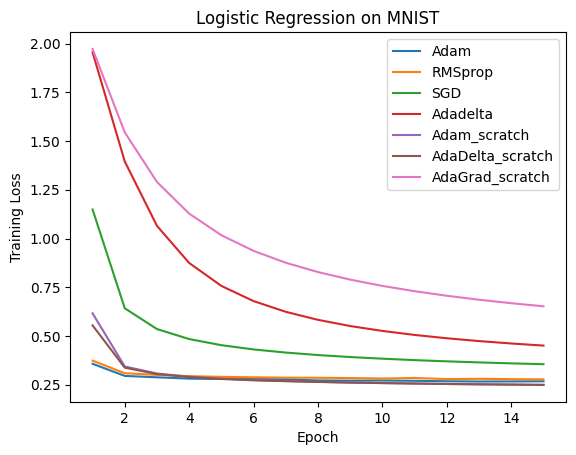 Logistic Regression on MNIST
Training Loss
2.00
1.75
1.50
1.25
1.00
0.75
0.50
0.25
Adam
RMSprop
SGD
Adadelta
Adam_scratch
AdaDelta_scratch
AdaGrad_scratch
2 4 6 8 10 12 14
Epoch